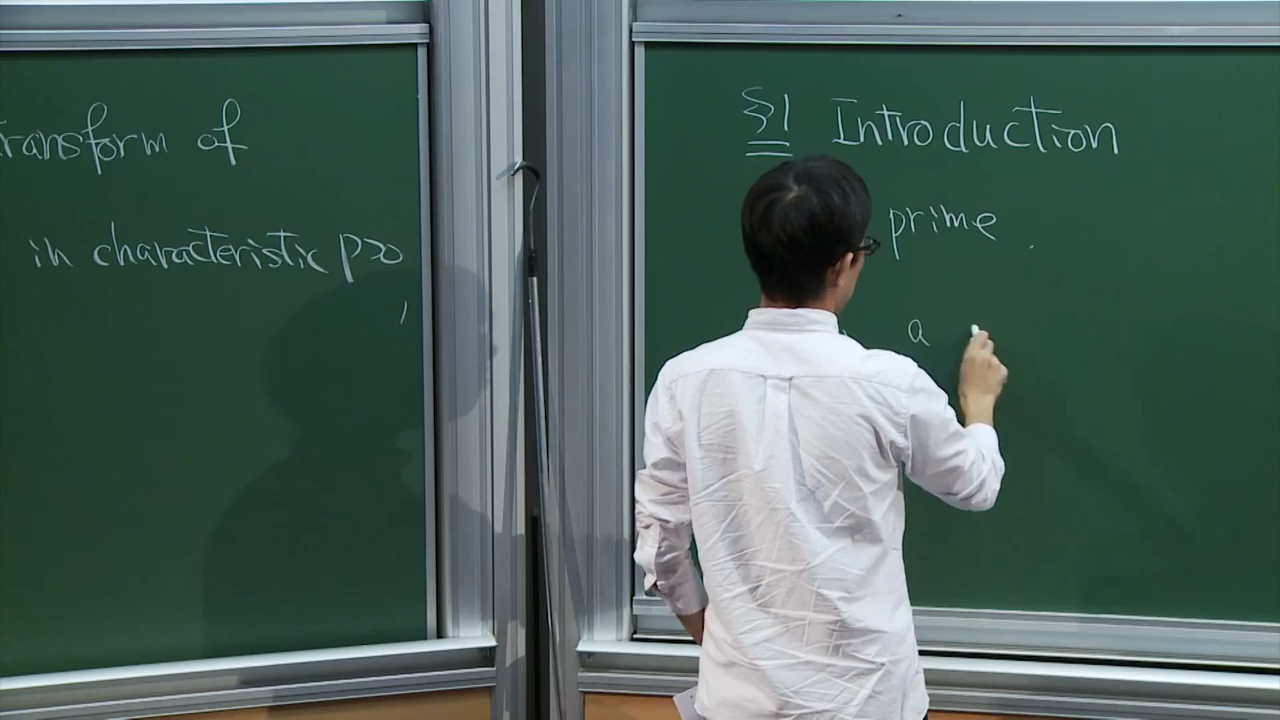 transform of
in characteristic p>0
,
§1 Introduction
prime .
a